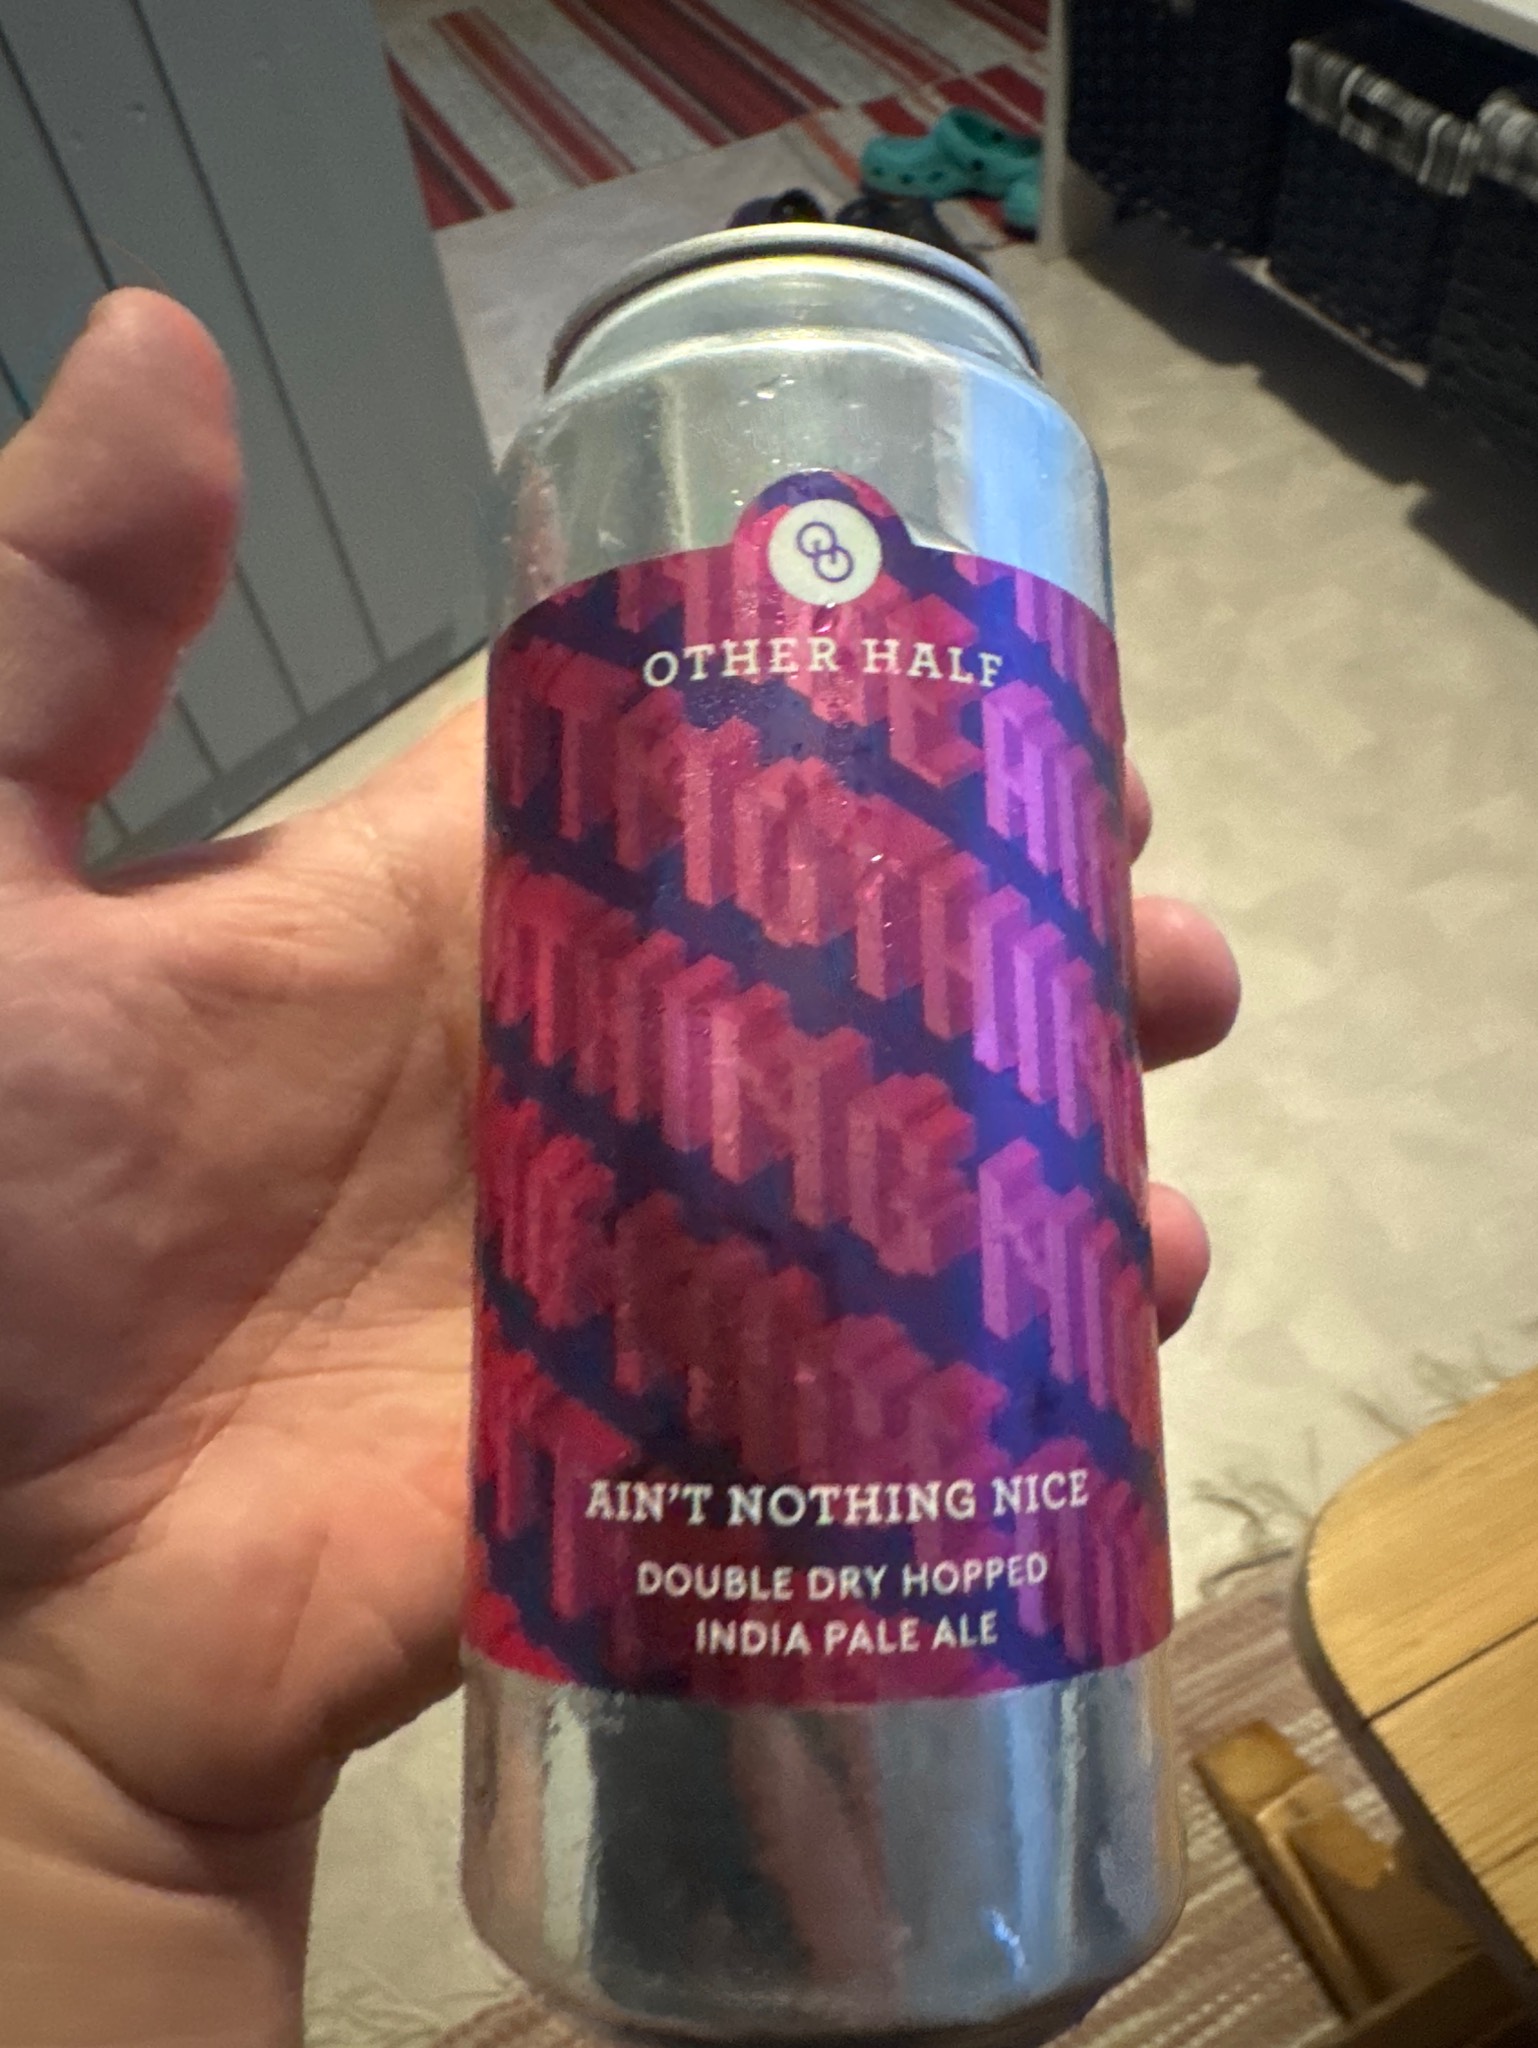 OTHER HALF
AIN'T NOTHING NICE
DOUBLE DRY HOPPED
INDIA PALE ALE